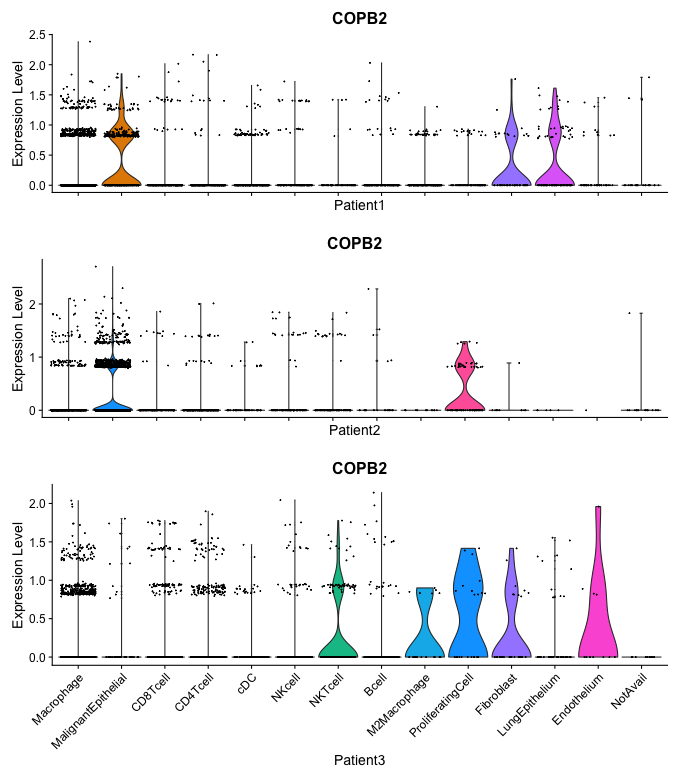 COPB2
Expression Level
2.5
2.0
1.5
1.0
0.5
0.0
Patient1
COPB2
Expression Level
2
1
0
Patient2
COPB2
Expression Level
2.0
1.5
1.0
0.5
0.0
Macrophage
MalignantEpithelial
CD8Tcell
CD4Tcell
cDC
NKcell
NKTcell
Bcell
M2Macrophage
ProliferatingCell
Fibroblast
LungEpithelium
Endothelium
NotAvail
Patient3